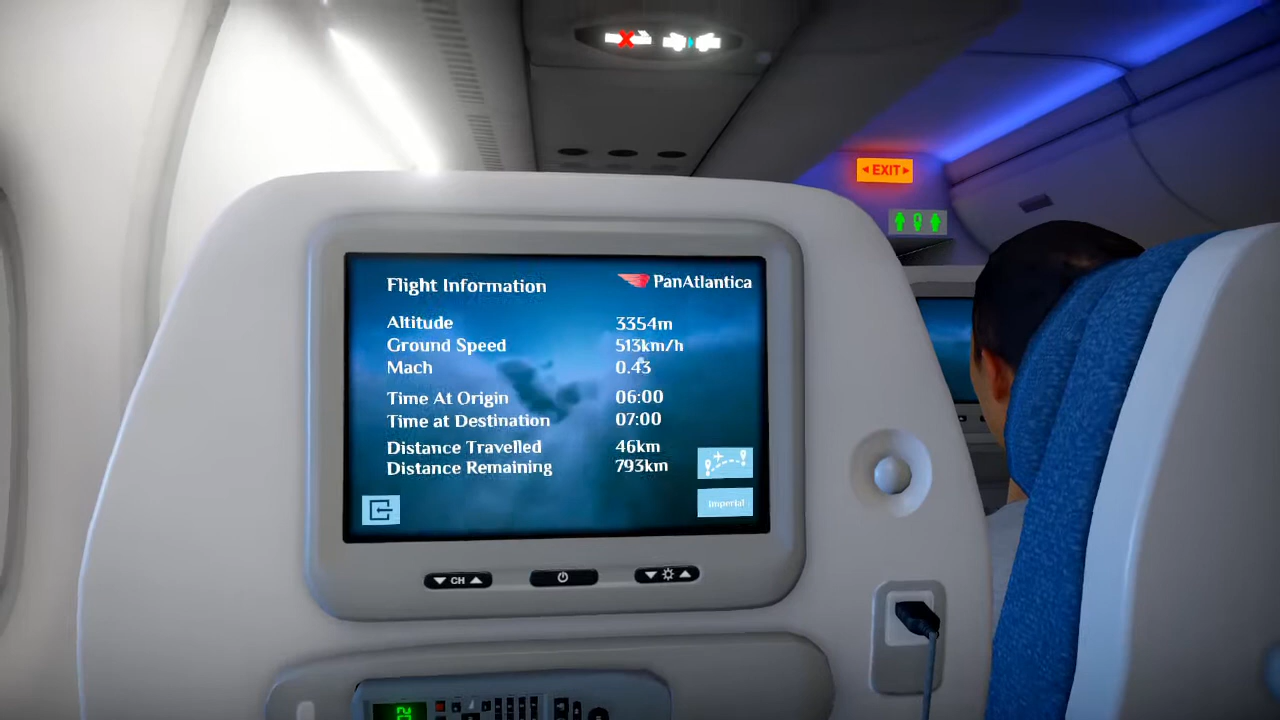 ◄ EXIT ►
Flight Information
PanAtlantica
Altitude 3354m
Ground Speed 513km/h
Mach 0.43
Time At Origin 06:00
Time at Destination 07:00
Distance Travelled 46km
Distance Remaining 793km
Imperial
CH